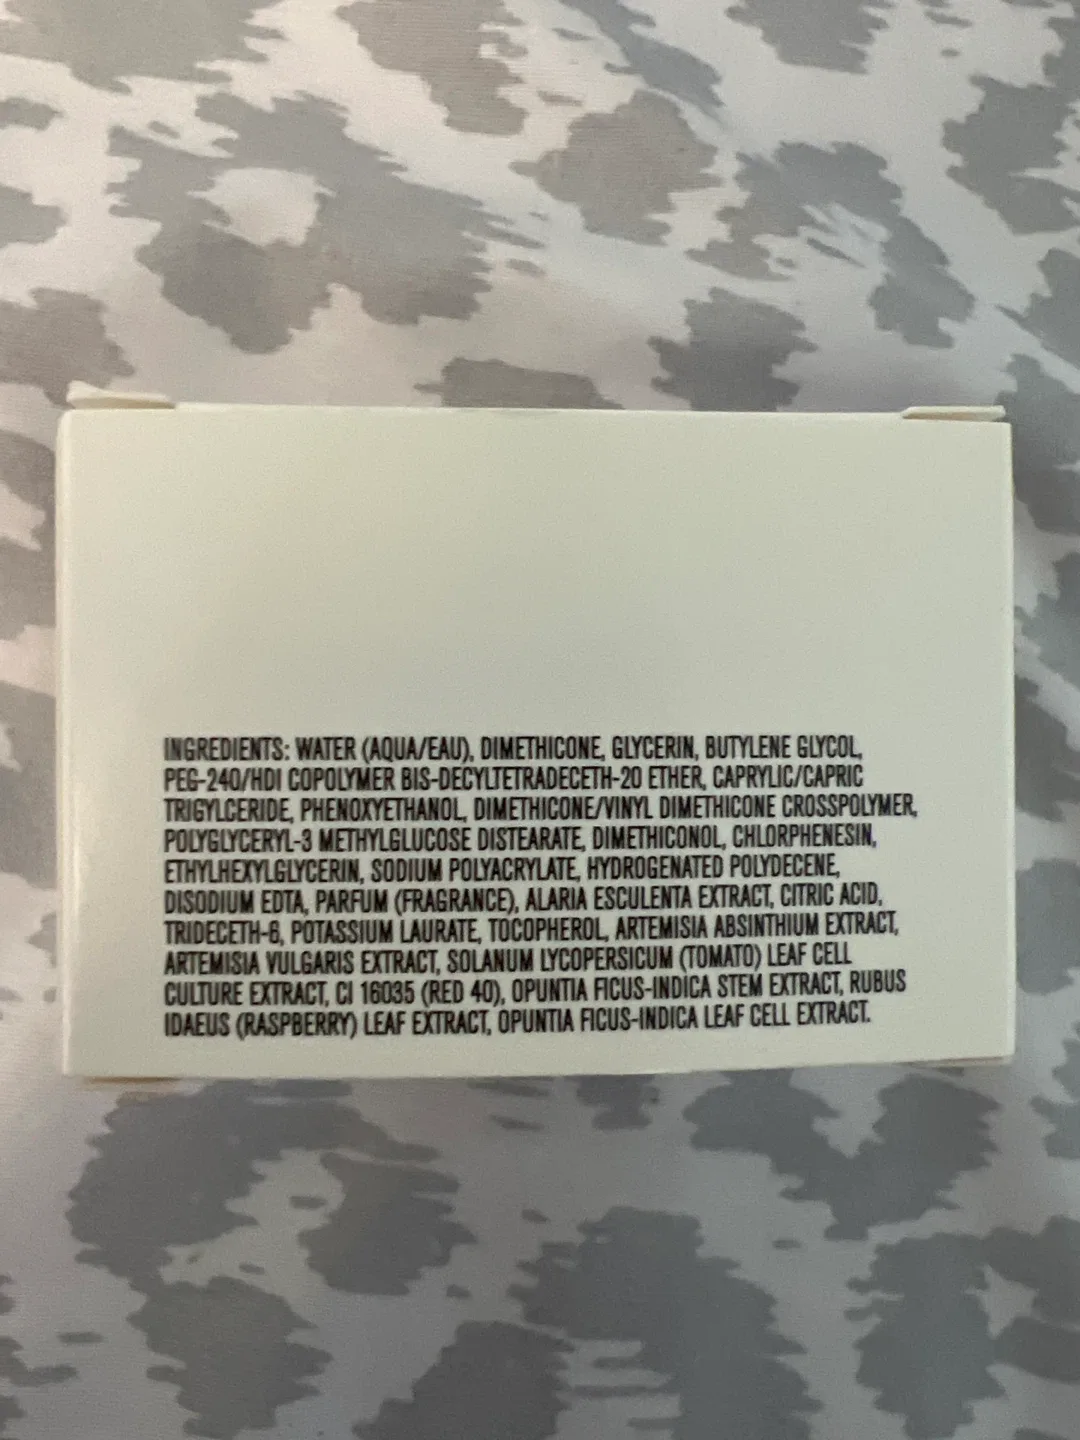 INGREDIENTS: WATER (AQUA/EAU), DIMETHICONE, GLYCERIN, BUTYLENE GLYCOL,
PEG-240/HDI COPOLYMER BIS-DECYLTETRADECETH-20 ETHER, CAPRYLIC/CAPRIC
TRIGYLCERIDE, PHENOXYETHANOL, DIMETHICONE/VINYL DIMETHICONE CROSSPOLYMER,
POLYGLYCERYL-3 METHYLGLUCOSE DISTEARATE, DIMETHICONOL, CHLORPHENESIN,
ETHYLHEXYLGLYCERIN, SODIUM POLYACRYLATE, HYDROGENATED POLYDECENE,
DISODIUM EDTA, PARFUM (FRAGRANCE), ALARIA ESCULENTA EXTRACT, CITRIC ACID,
TRIDECETH-6, POTASSIUM LAURATE, TOCOPHEROL, ARTEMISIA ABSINTHIUM EXTRACT,
ARTEMISIA VULGARIS EXTRACT, SOLANUM LYCOPERSICUM (TOMATO) LEAF CELL
CULTURE EXTRACT, CI 16035 (RED 40), OPUNTIA FICUS-INDICA STEM EXTRACT, RUBUS
IDAEUS (RASPBERRY) LEAF EXTRACT, OPUNTIA FICUS-INDICA LEAF CELL EXTRACT.